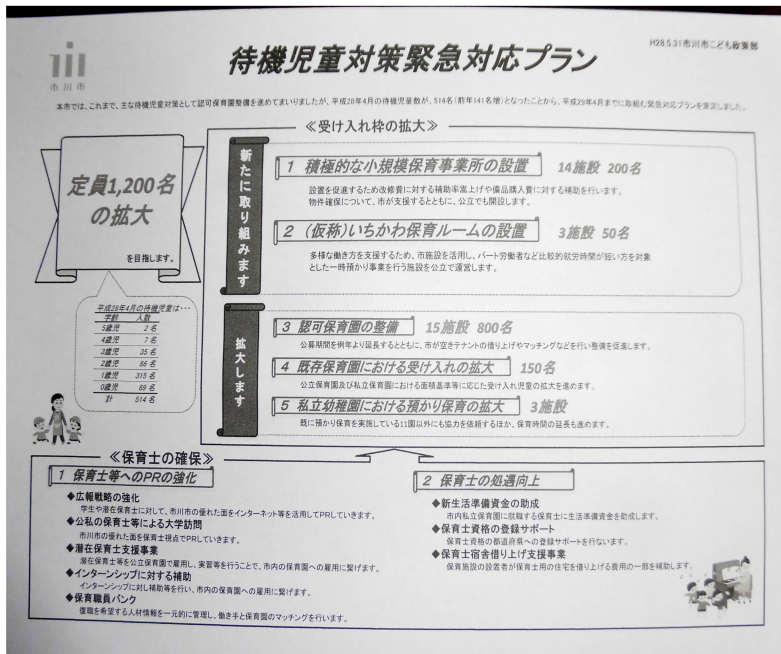 H28.5.31市川市こども政策部
市川市
待機児童対策緊急対応プラン
本市では、これまで、主な待機児童対策として認可保育園整備を進めてまいりましたが、平成28年4月の待機児童数が、514名(前年141名増)となったことから、平成29年4月までに取組む緊急対応プランを策定しました。
定員1,200名
の拡大
を目指します。
平成28年4月の待機児童は・・・
学齢 人数
5歳児 2 名
4歳児 7 名
3歳児 35 名
2歳児 86 名
1歳児 315 名
0歳児 69 名
計 514 名
≪受け入れ枠の拡大≫
新たに取り組みます
1 積極的な小規模保育事業所の設置 14施設 200名
設置を促進するため改修費に対する補助率嵩上げや備品購入費に対する補助を行います。
物件確保について、市が支援するとともに、公立でも開設します。
2 (仮称)いちかわ保育ルームの設置 3施設 50名
多様な働き方を支援するため、市施設を活用し、パート労働者など比較的就労時間が短い方を対象
とした一時預かり事業を行う施設を公立で運営します。
拡大します
3 認可保育園の整備 15施設 800名
公募期間を例年より延長するとともに、市が空きテナントの借り上げやマッチングなどを行い整備を促進します。
4 既存保育園における受け入れの拡大 150名
公立保育園及び私立保育園における面積基準等に応じた受け入れ児童の拡大を進めます。
5 私立幼稚園における預かり保育の拡大 3施設
既に預かり保育を実施している11園以外にも協力を依頼するほか、保育時間の延長も進めます。
≪保育士の確保≫
1 保育士等へのPRの強化
◆広報戦略の強化
学生や潜在保育士に対して、市川市の優れた面をインターネット等を活用してPRしていきます。
◆公私の保育士等による大学訪問
市川市の優れた面を保育士視点でPRしていきます。
◆潜在保育士支援事業
潜在保育士等を公立保育園で雇用し、実習等を行うことで、市内の保育園への雇用に繋げます。
◆インターンシップに対する補助
インターンシップに対し補助等を行い、市内の保育園への雇用に繋げます。
◆保育職員バンク
復職を希望する人材情報を一元的に管理し、働き手と保育園のマッチングを行います。
2 保育士の処遇向上
◆新生活準備資金の助成
市内私立保育園に就職する保育士に生活準備資金を助成します。
◆保育士資格の登録サポート
保育士資格の都道府県への登録サポートを行ないます。
◆保育士宿舎借り上げ支援事業
保育施設の設置者が保育士用の住宅を借り上げる費用の一部を補助します。